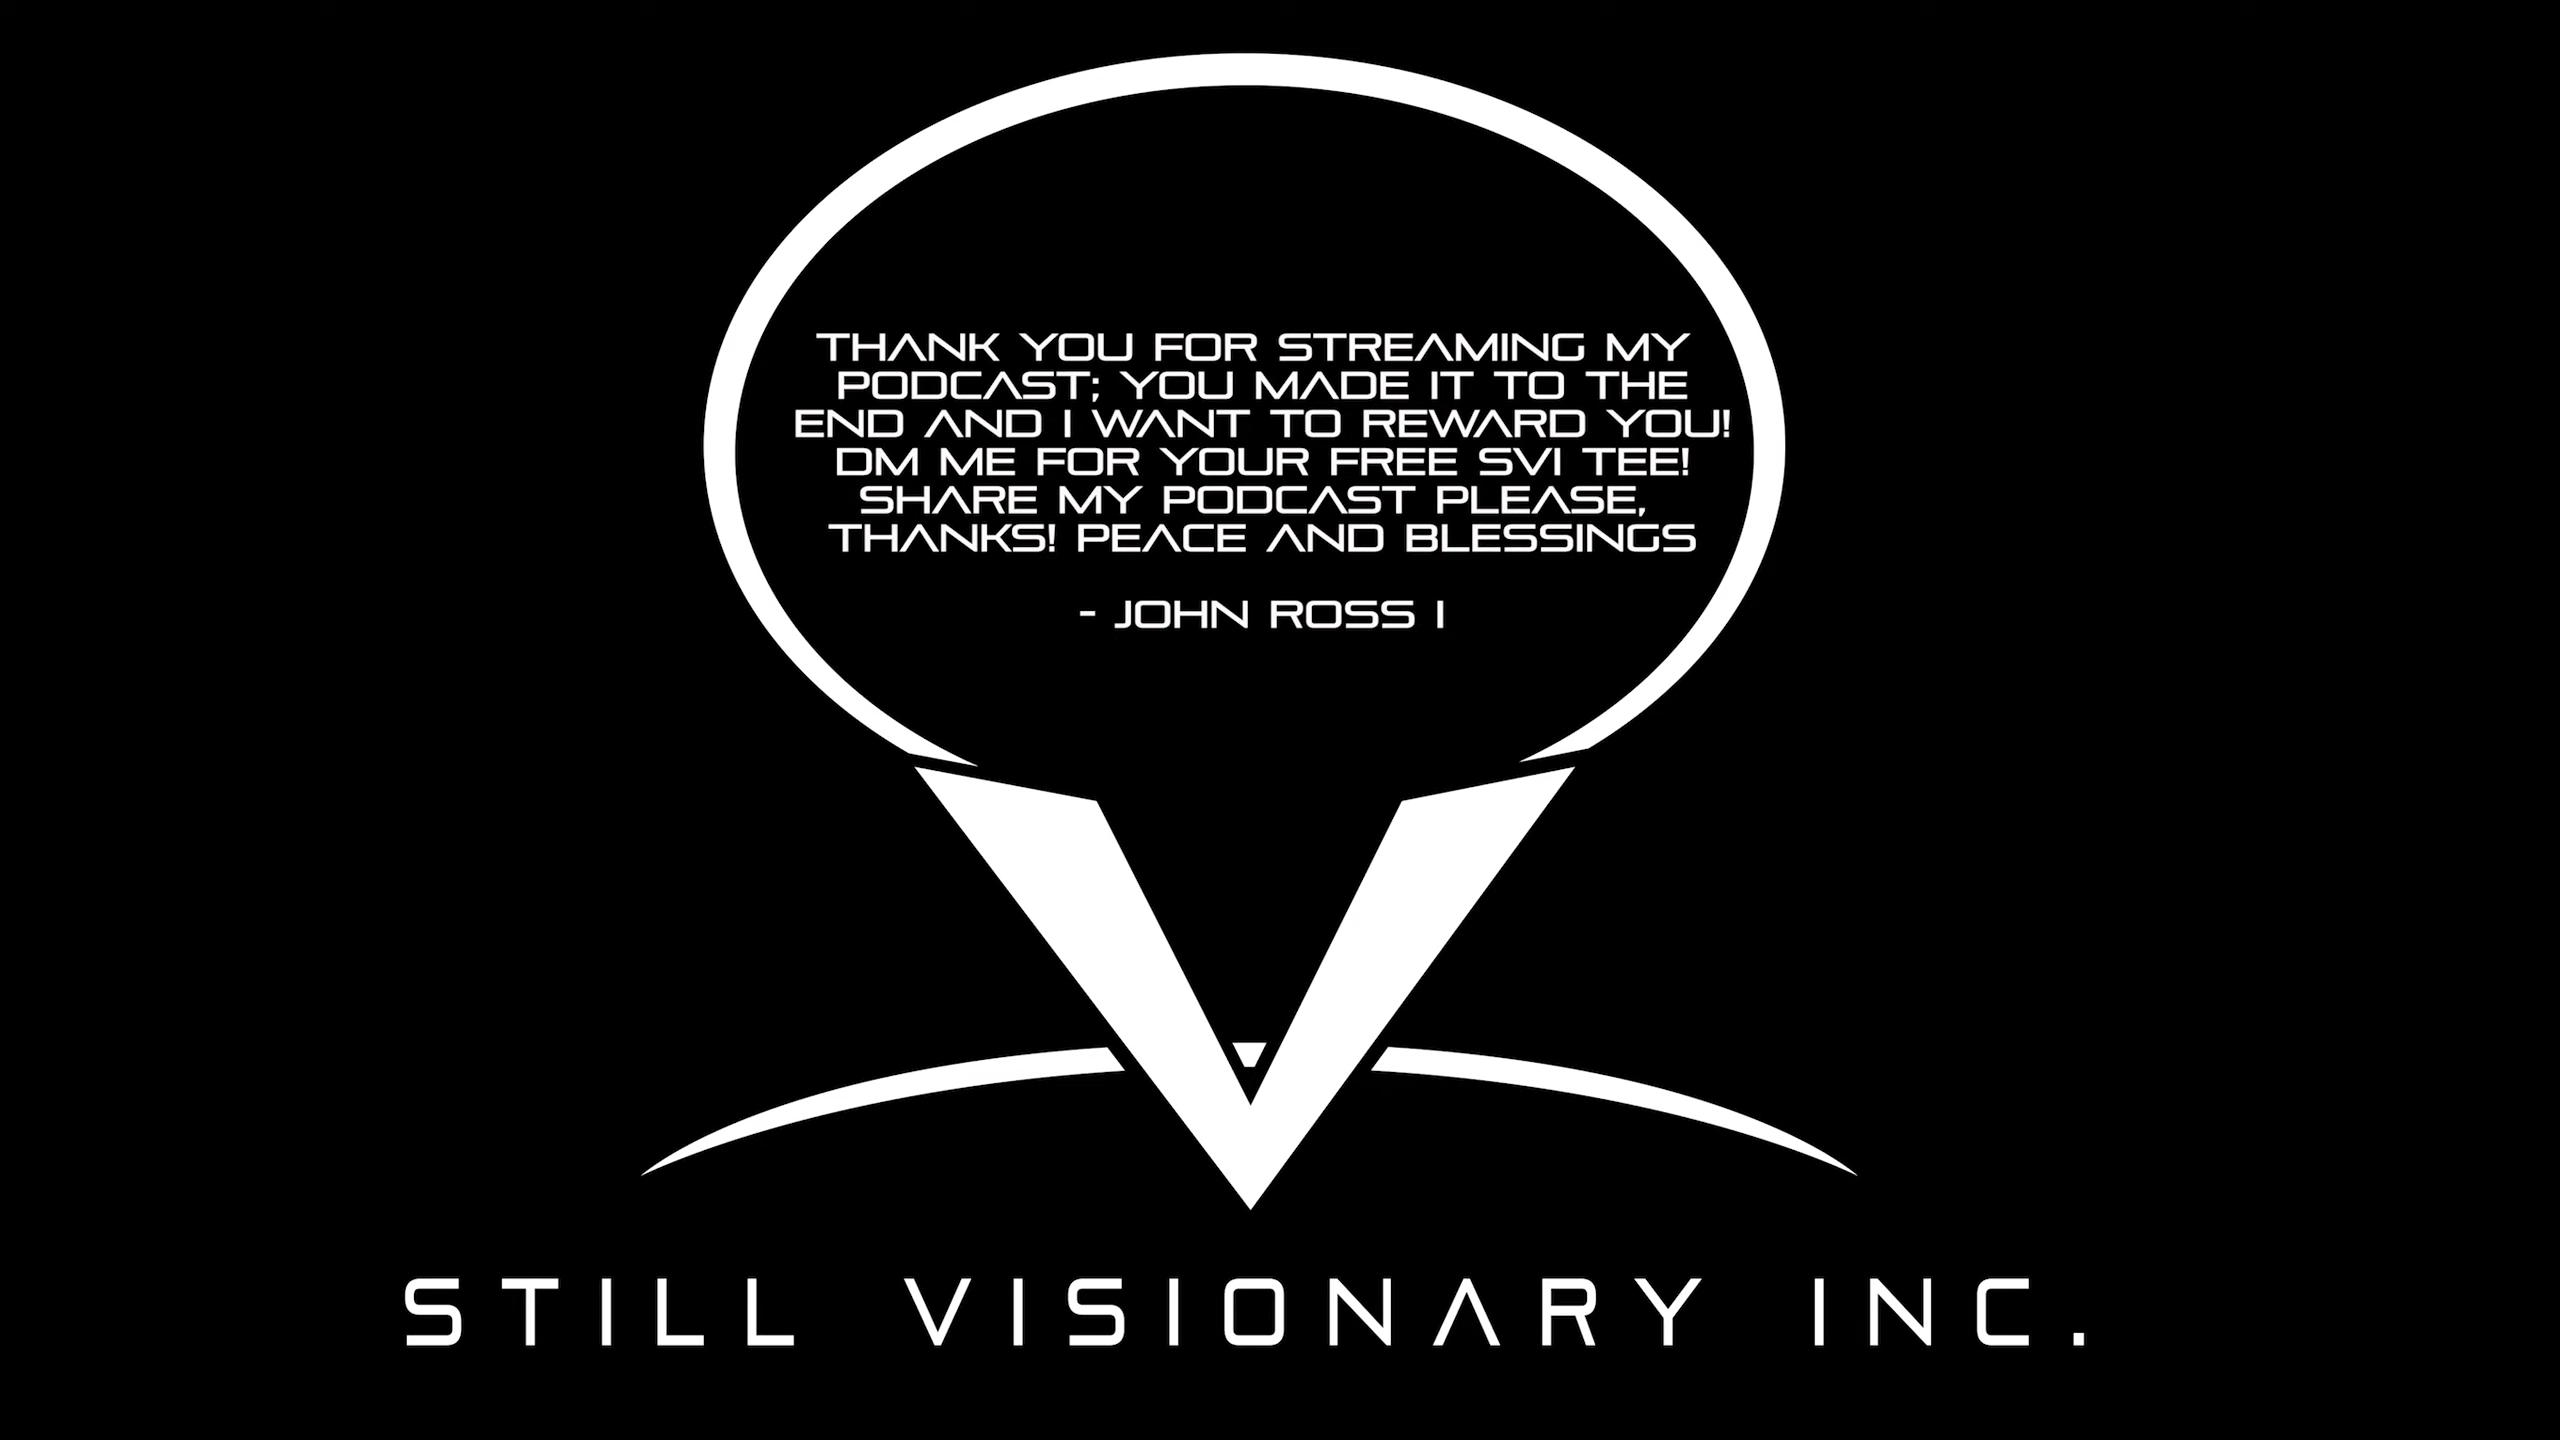 THANK YOU FOR STREAMING MY
PODCAST; YOU MADE IT TO THE
END AND I WANT TO REWARD YOU!
DM ME FOR YOUR FREE SVI TEE!
SHARE MY PODCAST PLEASE,
THANKS! PEACE AND BLESSINGS
- JOHN ROSS I
STILL VISIONARY INC.